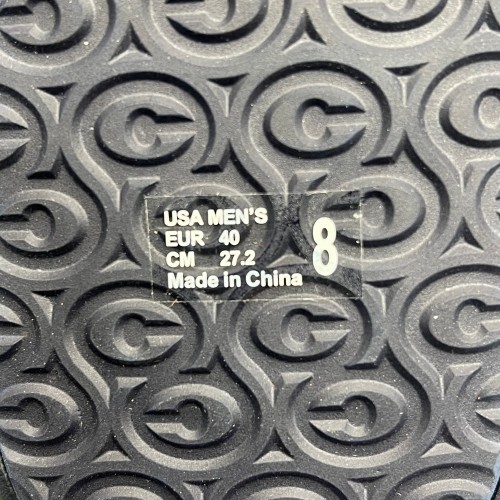 USA MEN'S 8
EUR 40
CM 27.2
Made in China